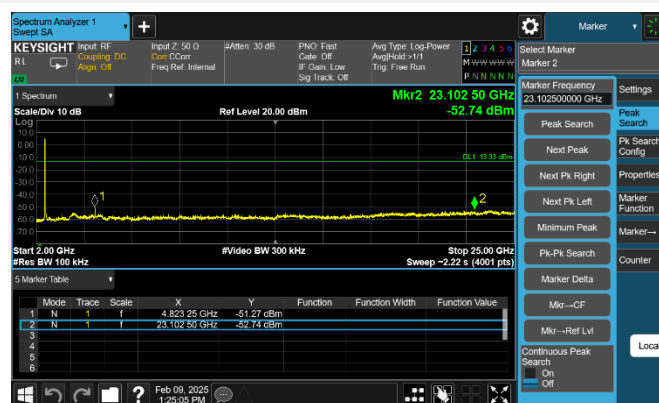 Spectrum Analyzer 1
Swept SA
+
Marker
KEYSIGHT Input: RF Input Z: 50 Ω #Atten: 30 dB PNO: Fast Avg Type: Log-Power 1 2 3 4 5 6
RL Coupling: DC Corr CCorr Gate: Off Avg|Hold:>1/1 M W W W W W
Align: Off Freq Ref: Internal IF Gain: Low Trig: Free Run
Sig Track: Off P N N N N N
LXI
Select Marker
Marker 2
1 Spectrum
Mkr2 23.102 50 GHz
Scale/Div 10 dB Ref Level 20.00 dBm -52.74 dBm
Log
10.0
0.00
-10.0
DL1 -13.33 dBm
-20.0
-30.0
-40.0
-50.0
-60.0
-70.0
1
2
Start 2.00 GHz #Video BW 300 kHz Stop 25.00 GHz
#Res BW 100 kHz Sweep ~2.22 s (4001 pts)
5 Marker Table
Mode Trace Scale X Y Function Function Width Function Value
1 N 1 f 4.823 25 GHz -51.27 dBm
2 N 1 f 23.102 50 GHz -52.74 dBm
3
4
5
6
Marker Frequency
23.102500000 GHz
Peak Search
Next Peak
Next Pk Right
Next Pk Left
Minimum Peak
Pk-Pk Search
Marker Delta
Mkr→CF
Mkr→Ref Lvl
Continuous Peak
Search
On
Off
Settings
Peak
Search
Pk Search
Config
Properties
Marker
Function
Marker→
Counter
Local
? Feb 09, 2025
1:25:05 PM